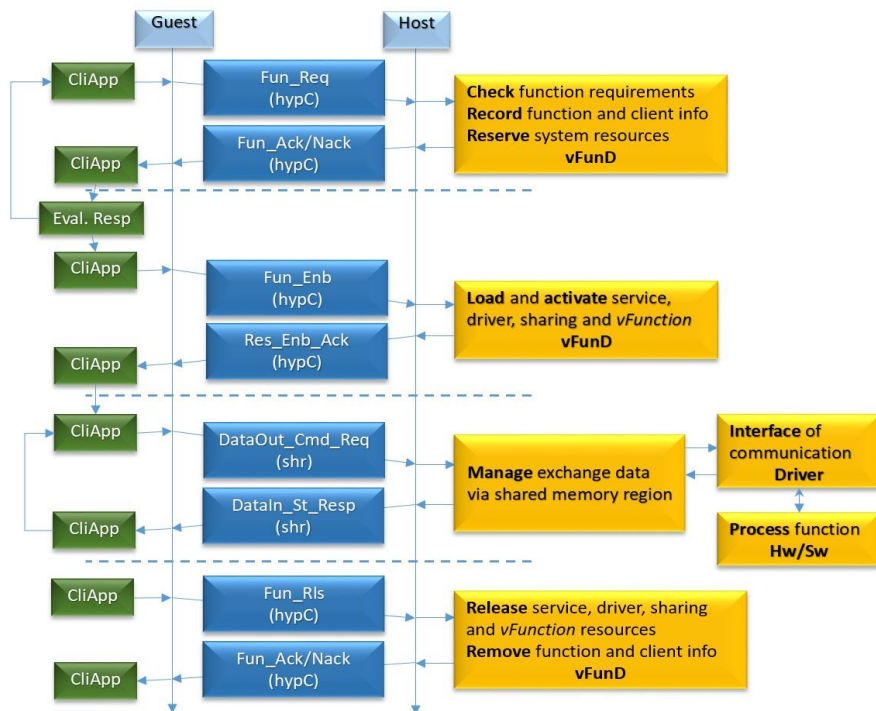 Guest
Host
CliApp
Fun_Req
(hypC)
Check function requirements
Record function and client info
Reserve system resources
vFunD
Fun_Ack/Nack
(hypC)
CliApp
Eval. Resp
CliApp
Fun_Enb
(hypC)
Load and activate service,
driver, sharing and vFunction
vFunD
Res_Enb_Ack
(hypC)
CliApp
CliApp
DataOut_Cmd_Req
(shr)
Manage exchange data
via shared memory region
Interface of
communication
Driver
DataIn_St_Resp
(shr)
CliApp
Process function
Hw/Sw
CliApp
Fun_Rls
(hypC)
Release service, driver, sharing
and vFunction resources
Remove function and client info
vFunD
Fun_Ack/Nack
(hypC)
CliApp